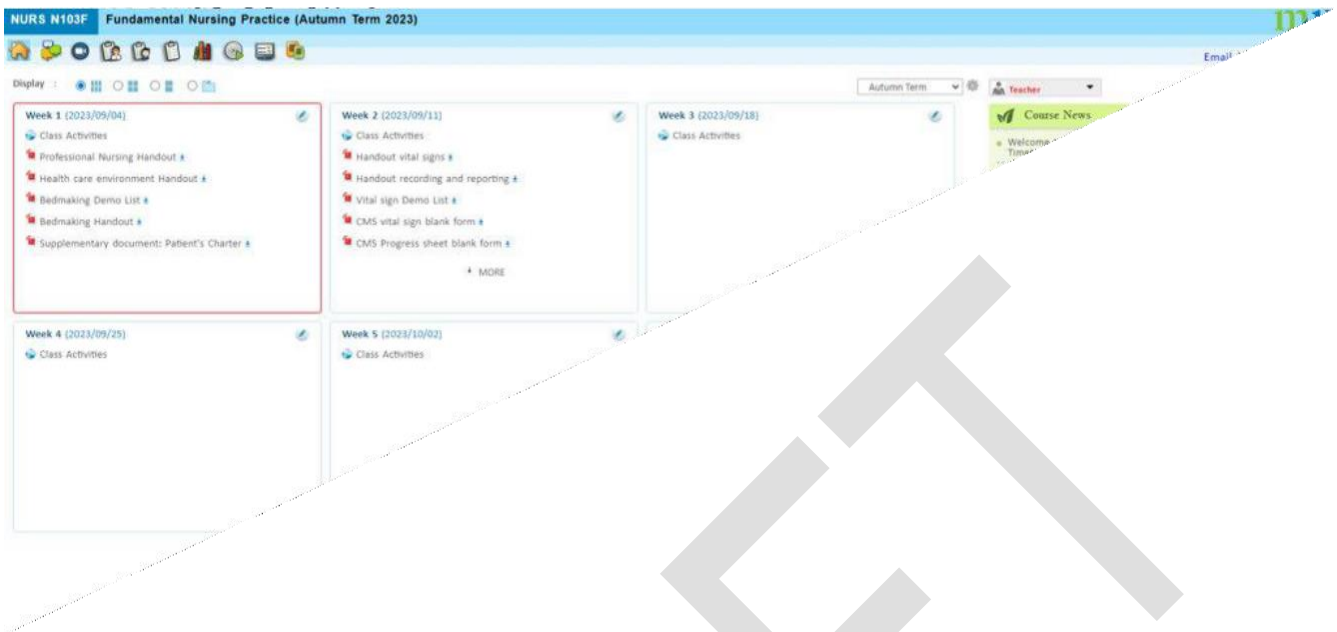 NURS N103F Fundamental Nursing Practice (Autumn Term 2023)
Email
Display :
Autumn Term
Teacher
Week 1 (2023/09/04)
Class Activities
Professional Nursing Handout
Health care environment Handout
Bedmaking Demo List
Bedmaking Handout
Supplementary document: Patient's Charter
Week 2 (2023/09/11)
Class Activities
Handout vital signs
Handout recording and reporting
Vital sign Demo List
CMS vital sign blank form
CMS Progress sheet blank form
MORE
Week 3 (2023/09/18)
Class Activities
Course News
Welcome
Week 4 (2023/09/25)
Class Activities
Week 5 (2023/10/02)
Class Activities